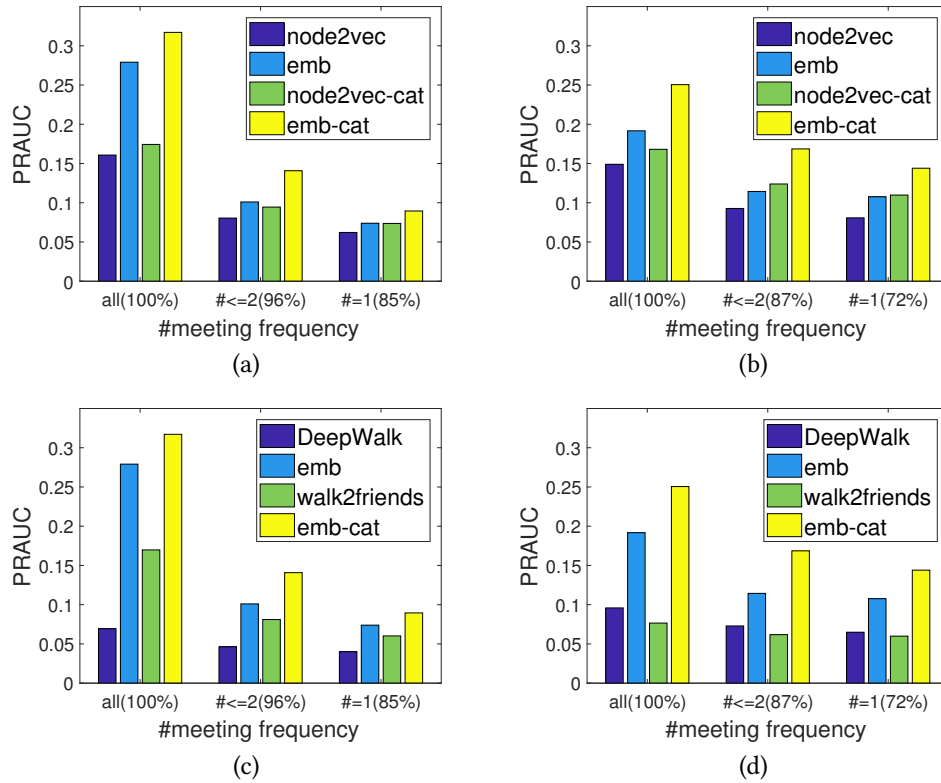 0.3
0.25
0.2
0.15
0.1
0.05
0
PRAUC
node2vec
emb
node2vec-cat
emb-cat
all(100%) #<=2(96%) #=1(85%)
#meeting frequency
(a)
0.3
0.25
0.2
0.15
0.1
0.05
0
PRAUC
node2vec
emb
node2vec-cat
emb-cat
all(100%) #<=2(87%) #=1(72%)
#meeting frequency
(b)
0.3
0.25
0.2
0.15
0.1
0.05
0
PRAUC
DeepWalk
emb
walk2friends
emb-cat
all(100%) #<=2(96%) #=1(85%)
#meeting frequency
(c)
0.3
0.25
0.2
0.15
0.1
0.05
0
PRAUC
DeepWalk
emb
walk2friends
emb-cat
all(100%) #<=2(87%) #=1(72%)
#meeting frequency
(d)